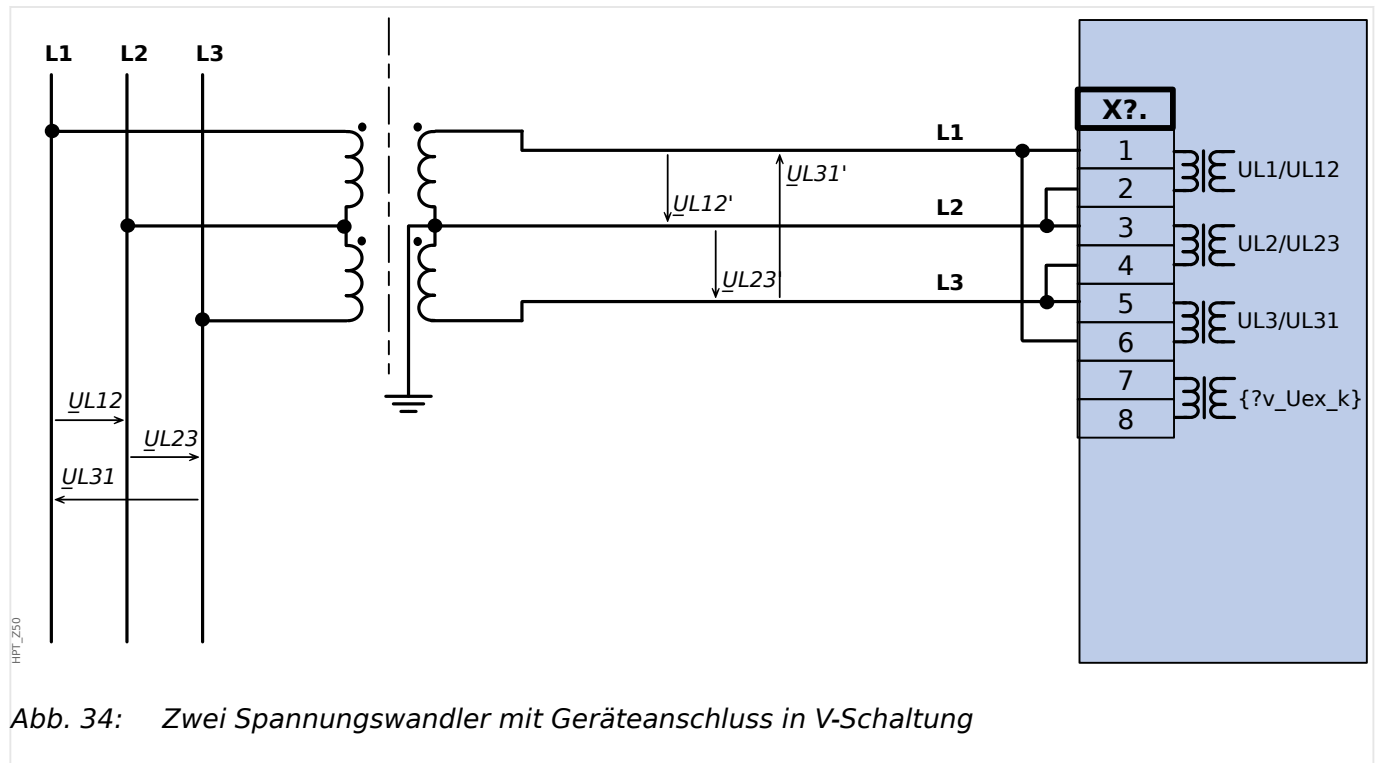 L1 L2 L3
X?.
L1
1
UL31'
UL1/UL12
2
UL12'
L2
3
UL2/UL23
4
UL23'
L3
5
UL3/UL31
6
7
{?v_Uex_k}
8
UL12
UL23
UL31
HPT_Z50
Abb. 34: Zwei Spannungswandler mit Geräteanschluss in V-Schaltung